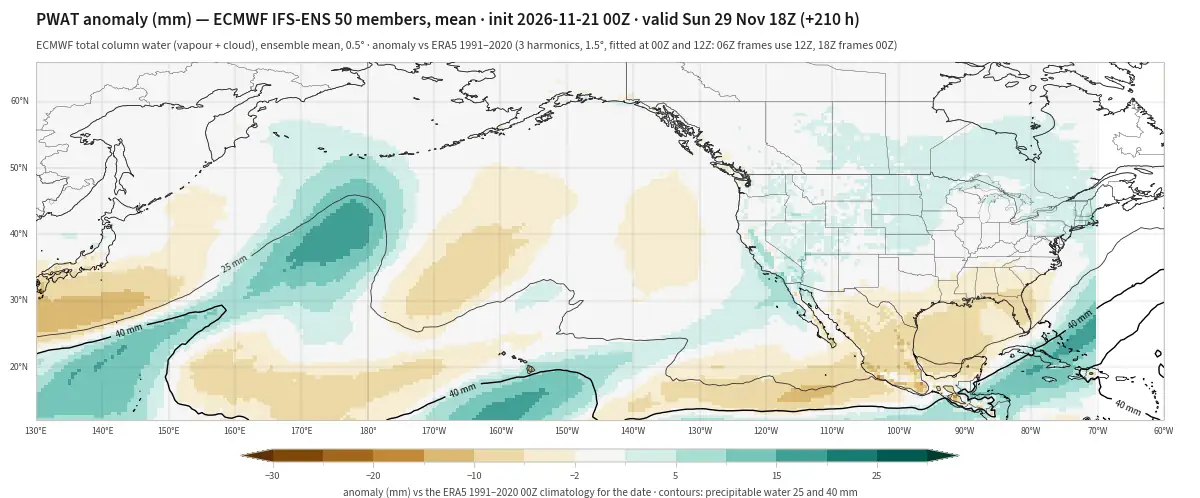 PWAT anomaly (mm) — ECMWF IFS-ENS 50 members, mean · init 2026-11-21 00Z · valid Sun 29 Nov 18Z (+210 h)
ECMWF total column water (vapour + cloud), ensemble mean, 0.5° · anomaly vs ERA5 1991–2020 (3 harmonics, 1.5°, fitted at 00Z and 12Z: 06Z frames use 12Z, 18Z frames 00Z)
60°N
50°N
40°N
30°N
20°N
25 mm
40 mm
40 mm
40 mm
40 mm
130°E 140°E 150°E 160°E 170°E 180° 170°W 160°W 150°W 140°W 130°W 120°W 110°W 100°W 90°W 80°W 70°W 60°W
−30 −20 −10 −2 5 15 25
anomaly (mm) vs the ERA5 1991–2020 00Z climatology for the date · contours: precipitable water 25 and 40 mm